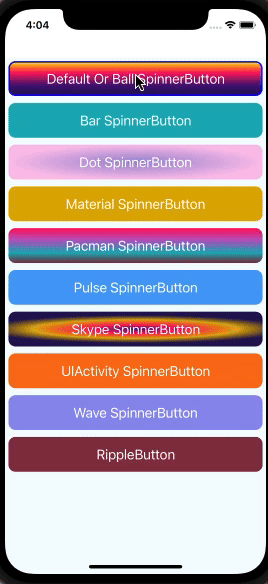 4:04
Default Or Ball SpinnerButton
Bar SpinnerButton
Dot SpinnerButton
Material SpinnerButton
Pacman SpinnerButton
Pulse SpinnerButton
Skype SpinnerButton
UIActivity SpinnerButton
Wave SpinnerButton
RippleButton